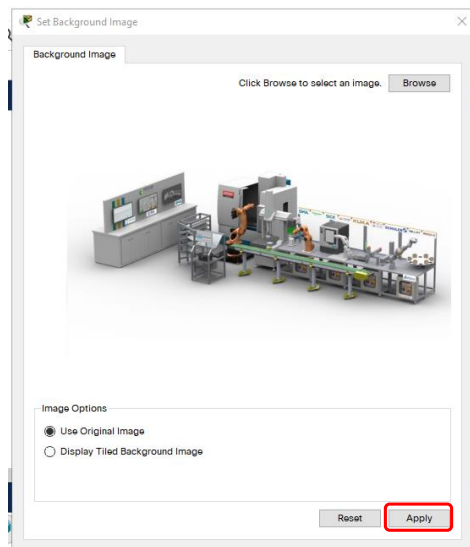 Set Background Image
Background Image
Click Browse to select an image. Browse
Image Options
Use Original Image
Display Tiled Background Image
Reset Apply